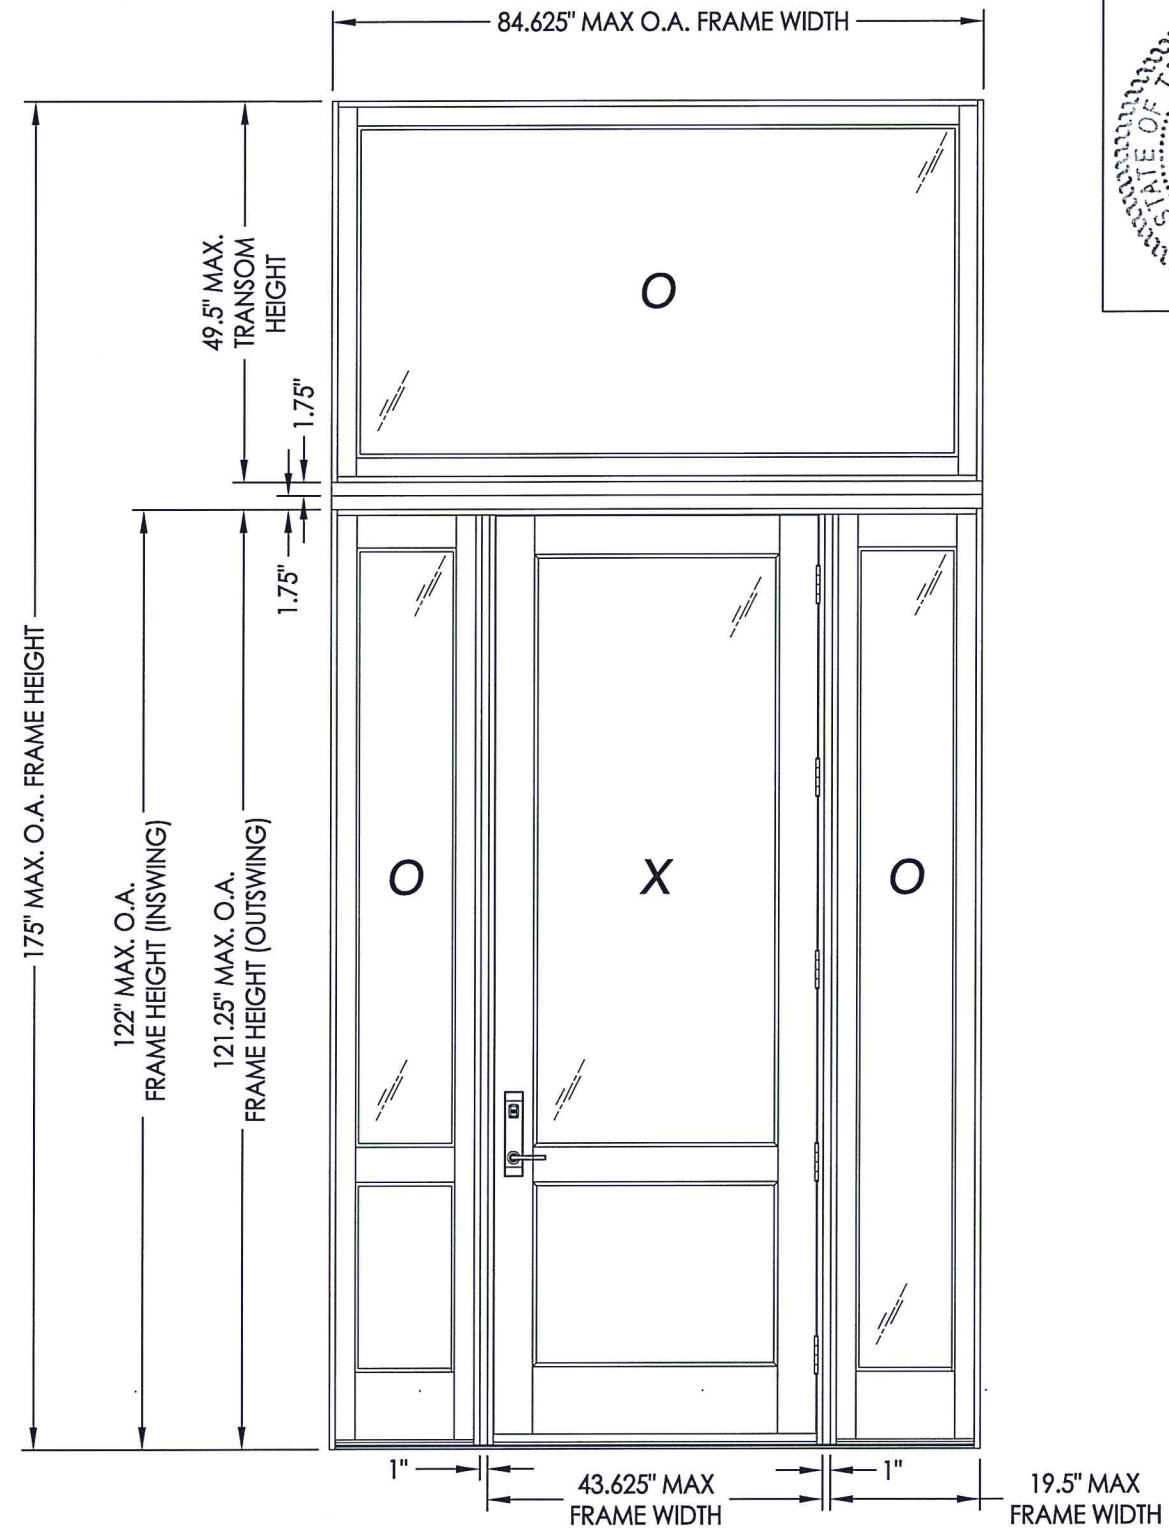 84.625" MAX O.A. FRAME WIDTH
STATE OF
49.5" MAX.
TRANSOM
HEIGHT
O
1.75"
1.75"
175" MAX. O.A. FRAME HEIGHT
122" MAX. O.A.
FRAME HEIGHT (INSWING)
121.25" MAX. O.A.
FRAME HEIGHT (OUTSWING)
O
X
O
1"
43.625" MAX
FRAME WIDTH
1"
19.5" MAX
FRAME WIDTH